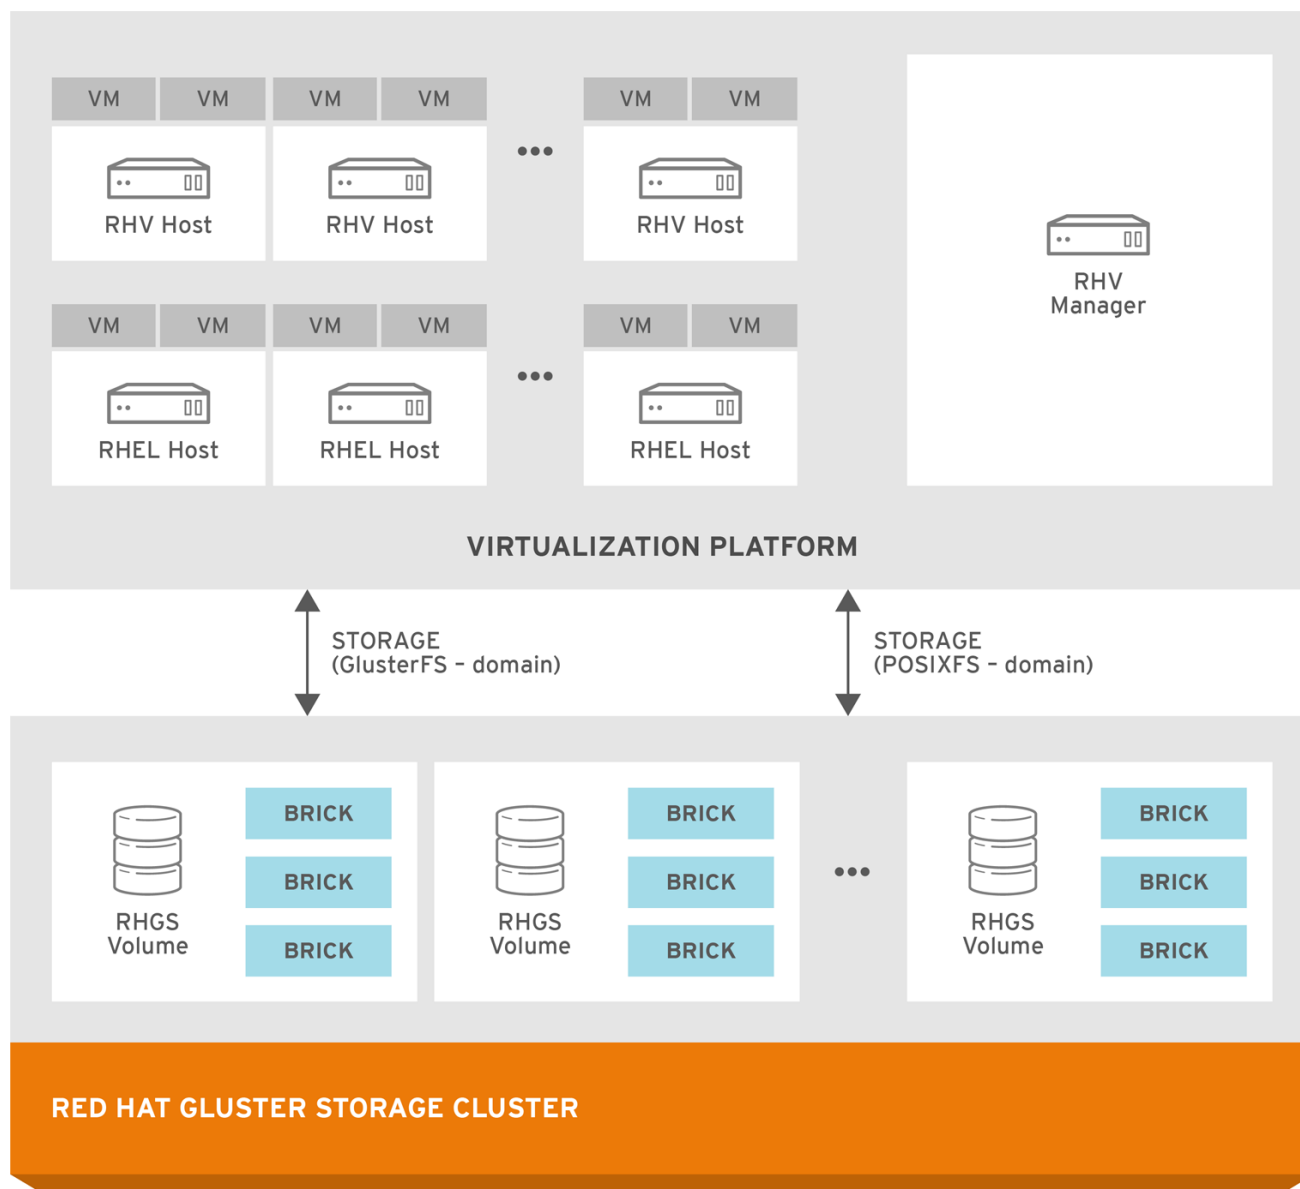 VM VM VM VM VM VM
RHV Host RHV Host RHV Host
RHV
Manager
VM VM VM VM VM VM
RHEL Host RHEL Host RHEL Host
VIRTUALIZATION PLATFORM
STORAGE
(GlusterFS – domain)
STORAGE
(POSIXFS – domain)
RHGS
Volume
BRICK
BRICK
BRICK
RHGS
Volume
BRICK
BRICK
BRICK
RHGS
Volume
BRICK
BRICK
BRICK
RED HAT GLUSTER STORAGE CLUSTER